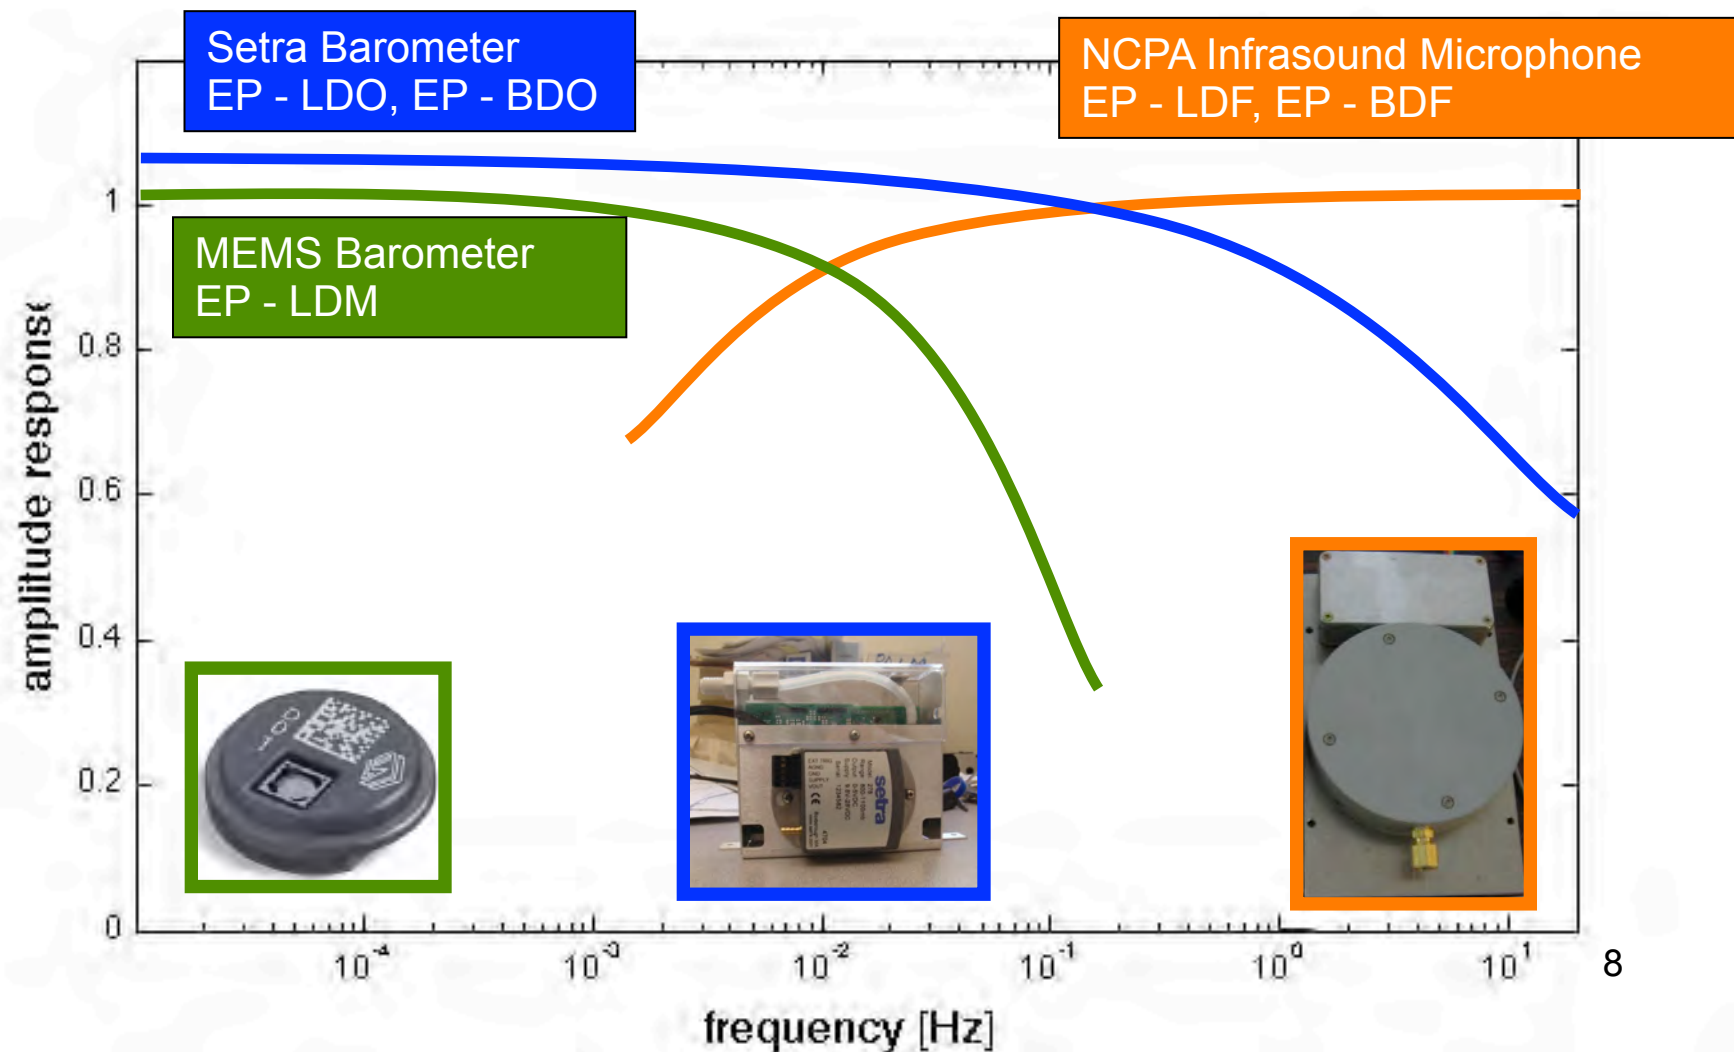 Setra Barometer
EP - LDO, EP - BDO
NCPA Infrasound Microphone
EP - LDF, EP - BDF
MEMS Barometer
EP - LDM
amplitude response
1
0.8
0.6
0.4
0.2
0
10⁻⁴
10⁻³
10⁻²
10⁻¹
10⁰
10¹
frequency [Hz]
8
setra